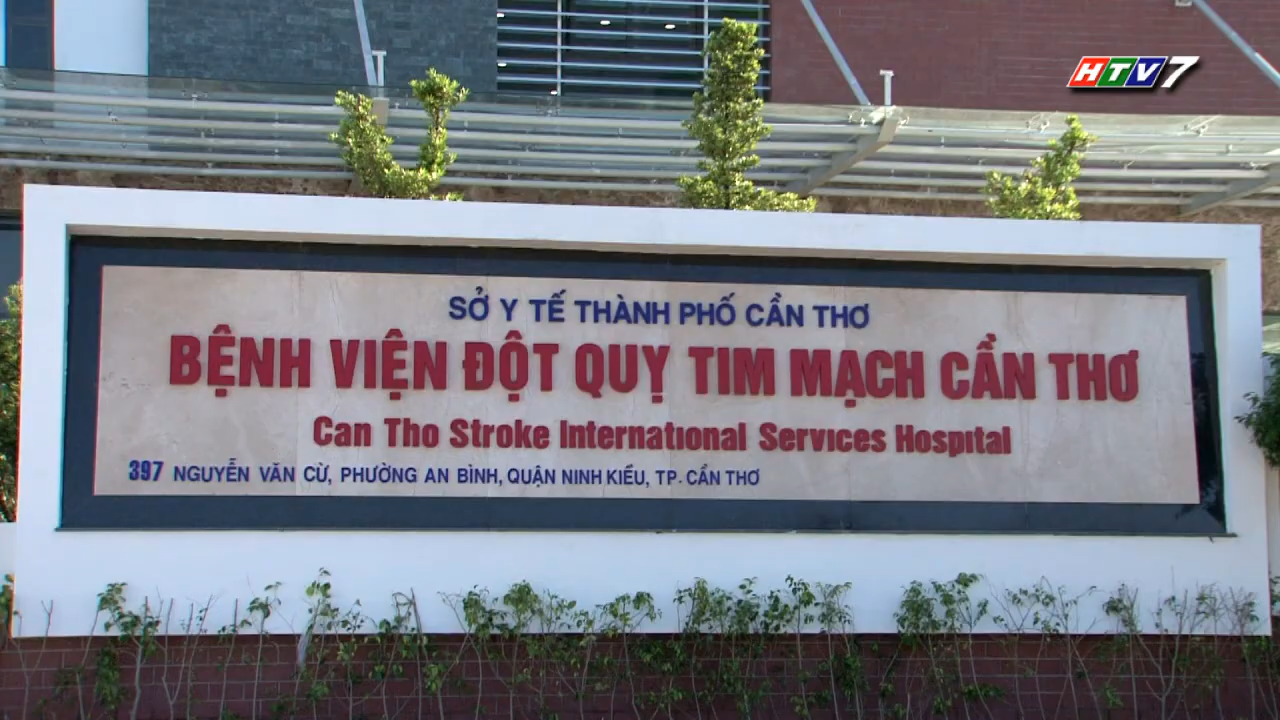 HTV7
SỞ Y TẾ THÀNH PHỐ CẦN THƠ
BỆNH VIỆN ĐỘT QUỴ TIM MẠCH CẦN THƠ
Can Tho Stroke International Services Hospital
397 NGUYỄN VĂN CỪ, PHƯỜNG AN BÌNH, QUẬN NINH KIỀU, TP. CẦN THƠ